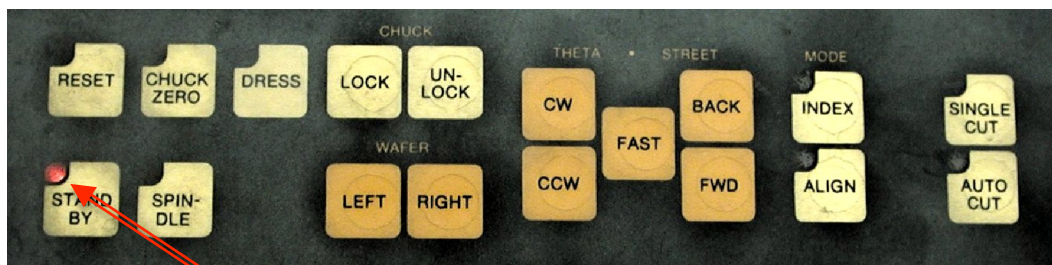 CHUCK
THETA • STREET
MODE
RESET
CHUCK
ZERO
DRESS
LOCK
UN-
LOCK
CW
BACK
FAST
INDEX
SINGLE
CUT
WAFER
STAND
BY
SPIN-
DLE
LEFT
RIGHT
CCW
FWD
ALIGN
AUTO
CUT